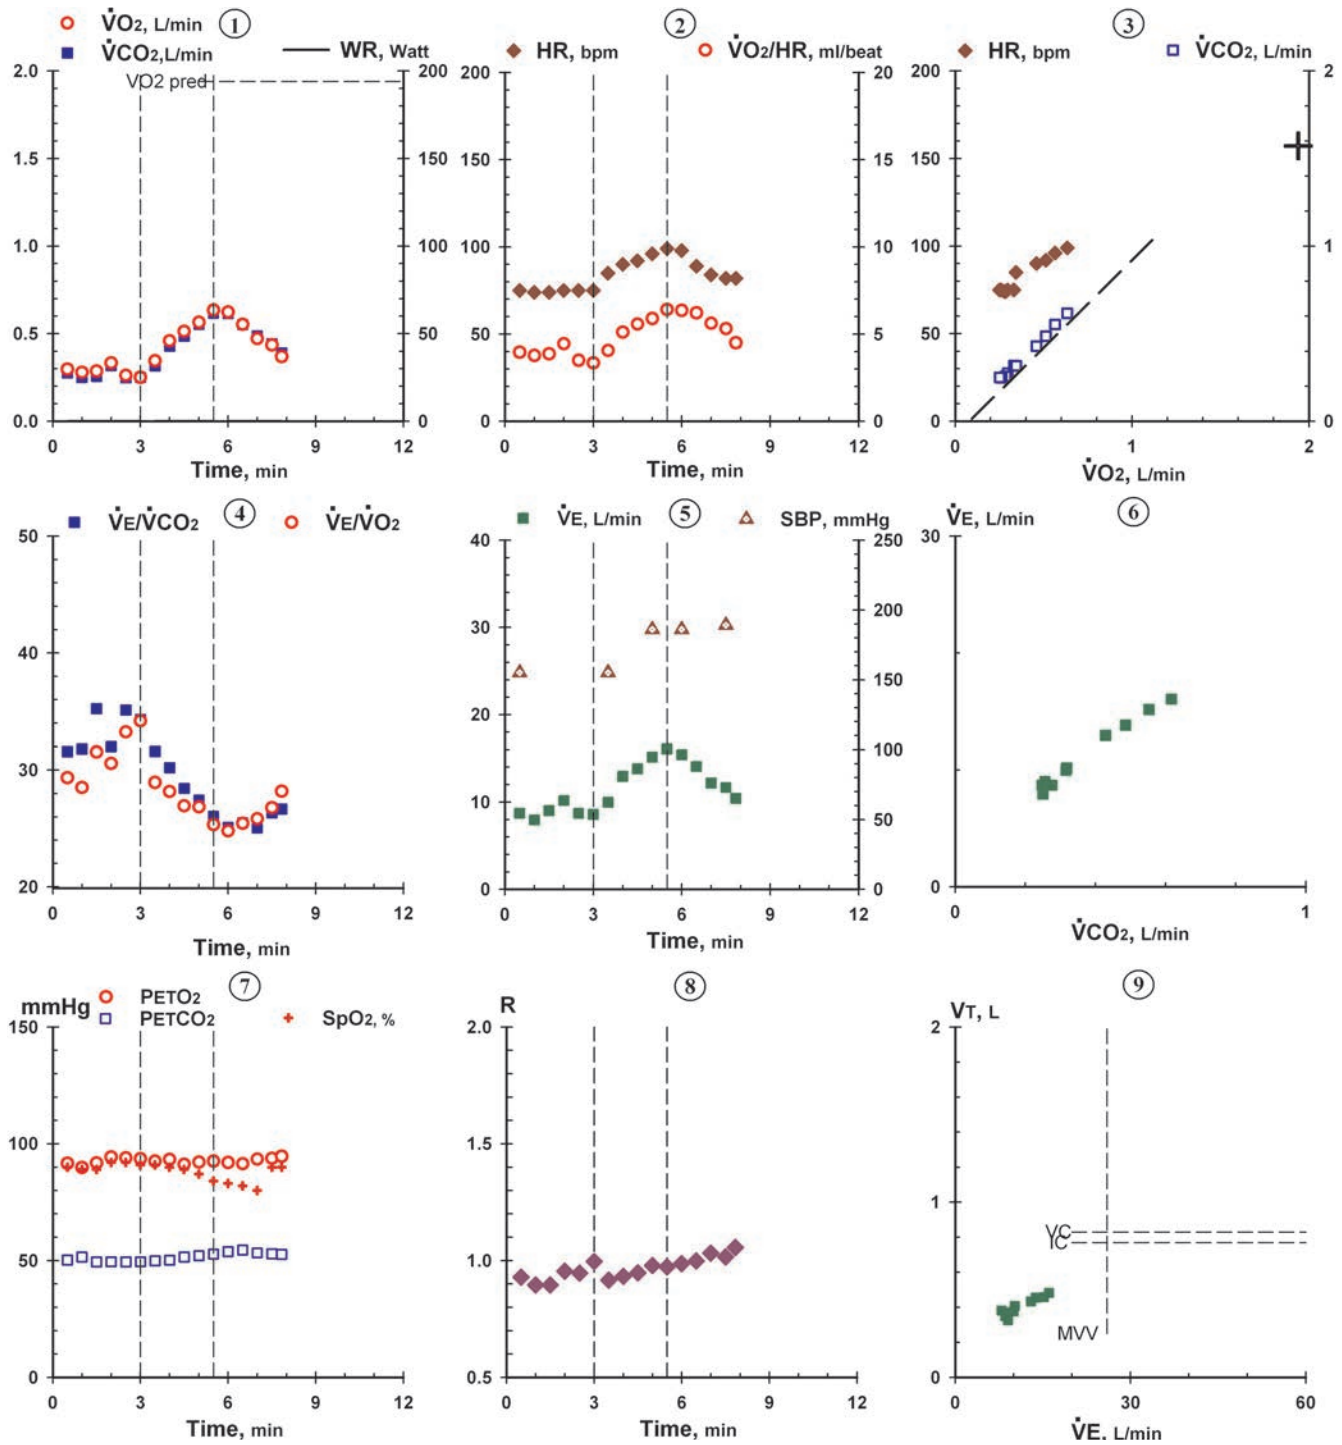 V̇O2, L/min
1
V̇CO2,L/min
WR, Watt
VO2 pred
2.0
1.5
1.0
0.5
0.0
200
150
100
50
0
0 3 6 9 12
Time, min
2
HR, bpm
V̇O2/HR, ml/beat
200
150
100
50
0
20
15
10
5
0
0 3 6 9 12
Time, min
3
HR, bpm
V̇CO2, L/min
200
150
100
50
0
2
1
0
0 1 2
V̇O2, L/min
4
V̇E/V̇CO2
V̇E/V̇O2
50
40
30
20
0 3 6 9 12
Time, min
5
V̇E, L/min
SBP, mmHg
40
30
20
10
0
250
200
150
100
50
0
0 3 6 9 12
Time, min
6
V̇E, L/min
30
0
0 1
V̇CO2, L/min
7
mmHg
PETO2
PETCO2
SpO2, %
150
100
50
0
0 3 6 9 12
Time, min
8
R
2.0
1.5
1.0
0.5
0 3 6 9 12
Time, min
9
VT, L
2
1
0
VC
IC
MVV
0 30 60
V̇E, L/min